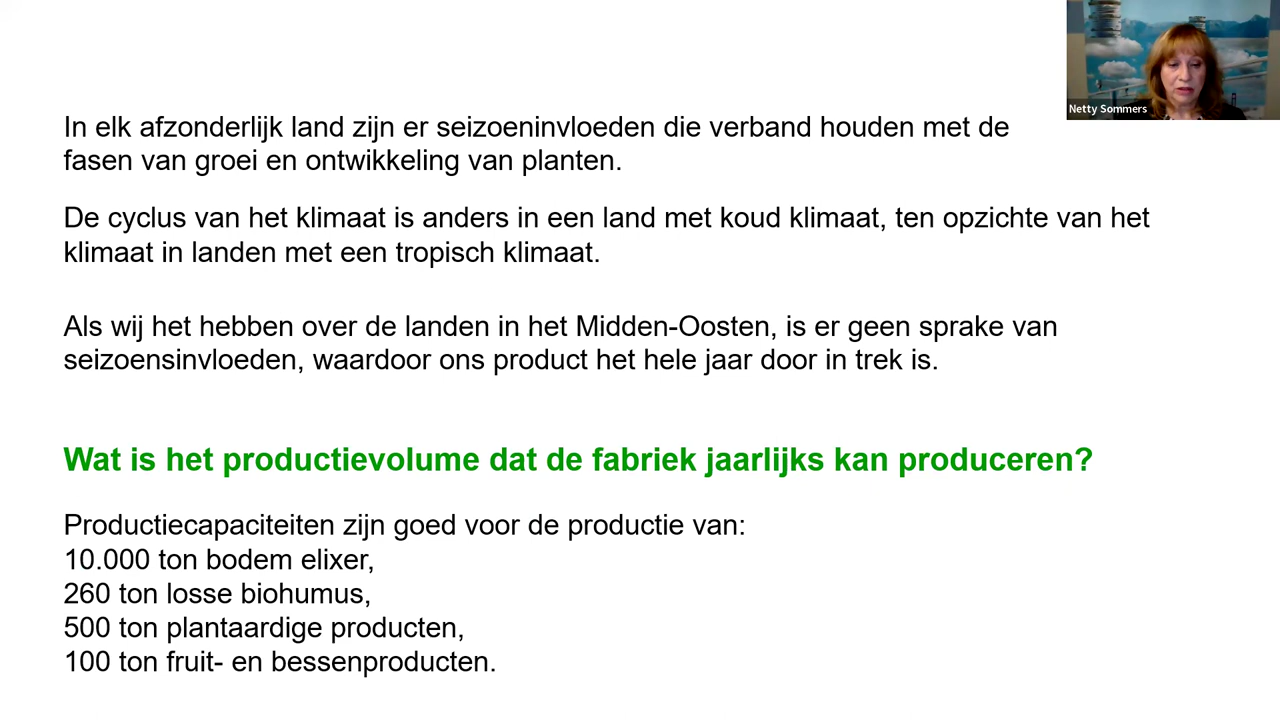 Netty Sommers
In elk afzonderlijk land zijn er seizoeninvloeden die verband houden met de
fasen van groei en ontwikkeling van planten.
De cyclus van het klimaat is anders in een land met koud klimaat, ten opzichte van het
klimaat in landen met een tropisch klimaat.
Als wij het hebben over de landen in het Midden-Oosten, is er geen sprake van
seizoensinvloeden, waardoor ons product het hele jaar door in trek is.
Wat is het productievolume dat de fabriek jaarlijks kan produceren?
Productiecapaciteiten zijn goed voor de productie van:
10.000 ton bodem elixer,
260 ton losse biohumus,
500 ton plantaardige producten,
100 ton fruit- en bessenproducten.